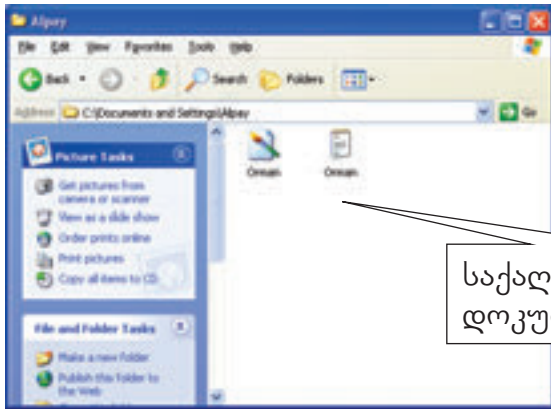 Alpay
File Edit View Favorites Tools Help
Back Search Folders
Address C:\Documents and Settings\Alpay Go
Picture Tasks
Get pictures from camera or scanner
View as a slide show
Order prints online
Print pictures
Copy all items to CD
Orman Orman
File and Folder Tasks
Make a new folder
Publish this folder to the Web
საქაღ
დოკუ